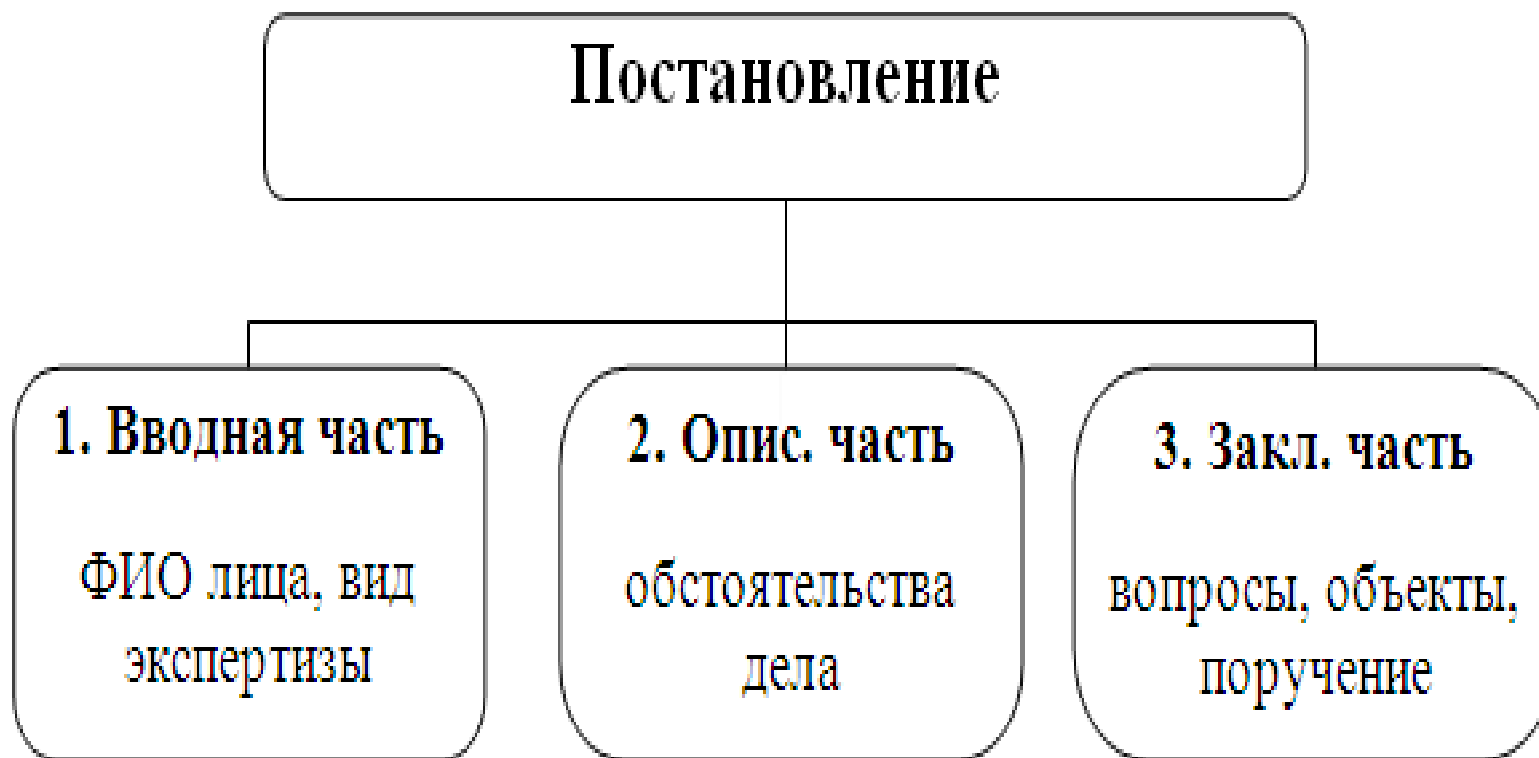 Постановление
1. Вводная часть
ФИО лица, вид
экспертизы
2. Опис. часть
обстоятельства
дела
3. Закл. часть
вопросы, объекты,
поручение